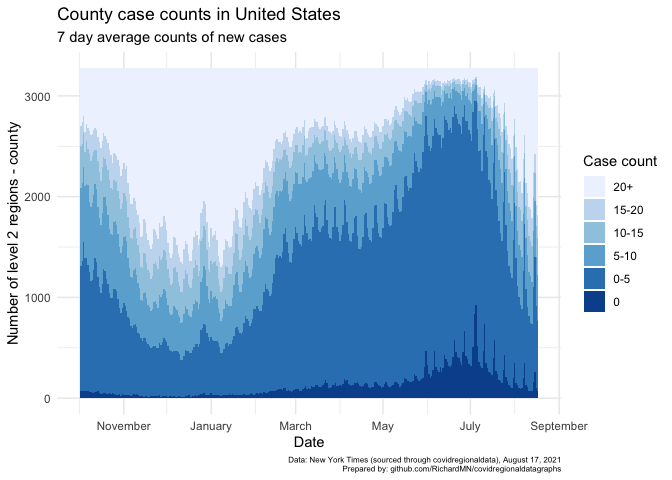 County case counts in United States
7 day average counts of new cases
Number of level 2 regions - county
3000
2000
1000
0
November
January
March
May
July
September
Date
Case count
20+
15-20
10-15
5-10
0-5
0
Data: New York Times (sourced through covidregionaldata), August 17, 2021
Prepared by: github.com/RichardMN/covidregionaldatagraphs